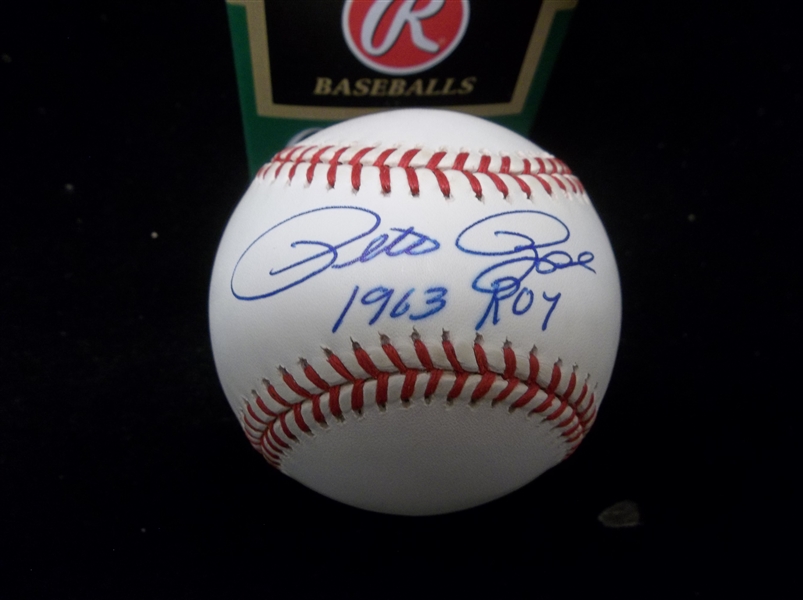 R
BASEBALLS
Pete Rose
1963 ROY